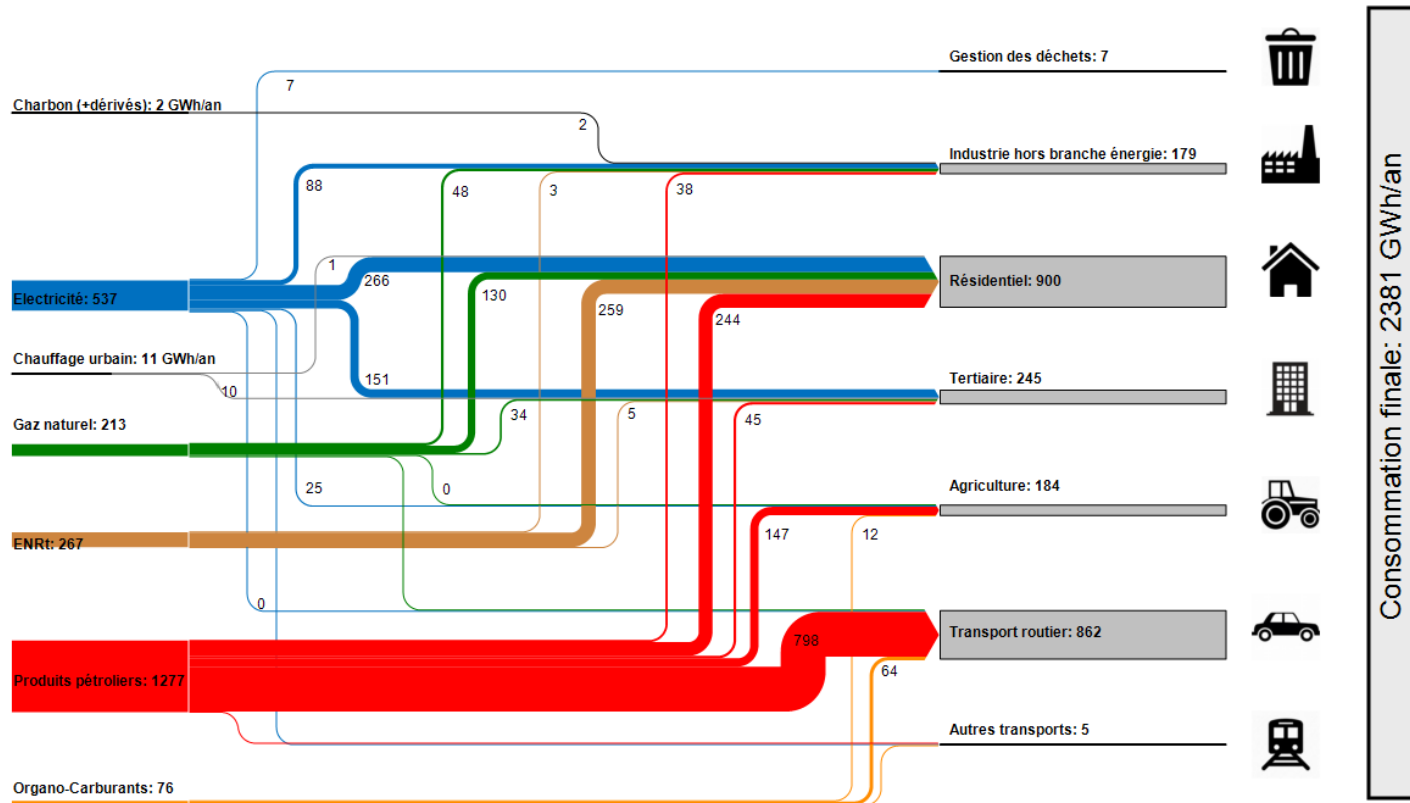 Gestion des déchets: 7
7
Charbon (+dérivés): 2 GWh/an
2
Industrie hors branche énergie: 179
88
48
3
38
1
266
Résidentiel: 900
Electricité: 537
130
259
244
Chauffage urbain: 11 GWh/an
151
Tertiaire: 245
10
34
5
45
Gaz naturel: 213
25
0
Agriculture: 184
147
12
ENRt: 267
0
798
Transport routier: 862
64
Produits pétroliers: 1277
Autres transports: 5
Organo-Carburants: 76
Consommation finale: 2381 GWh/an